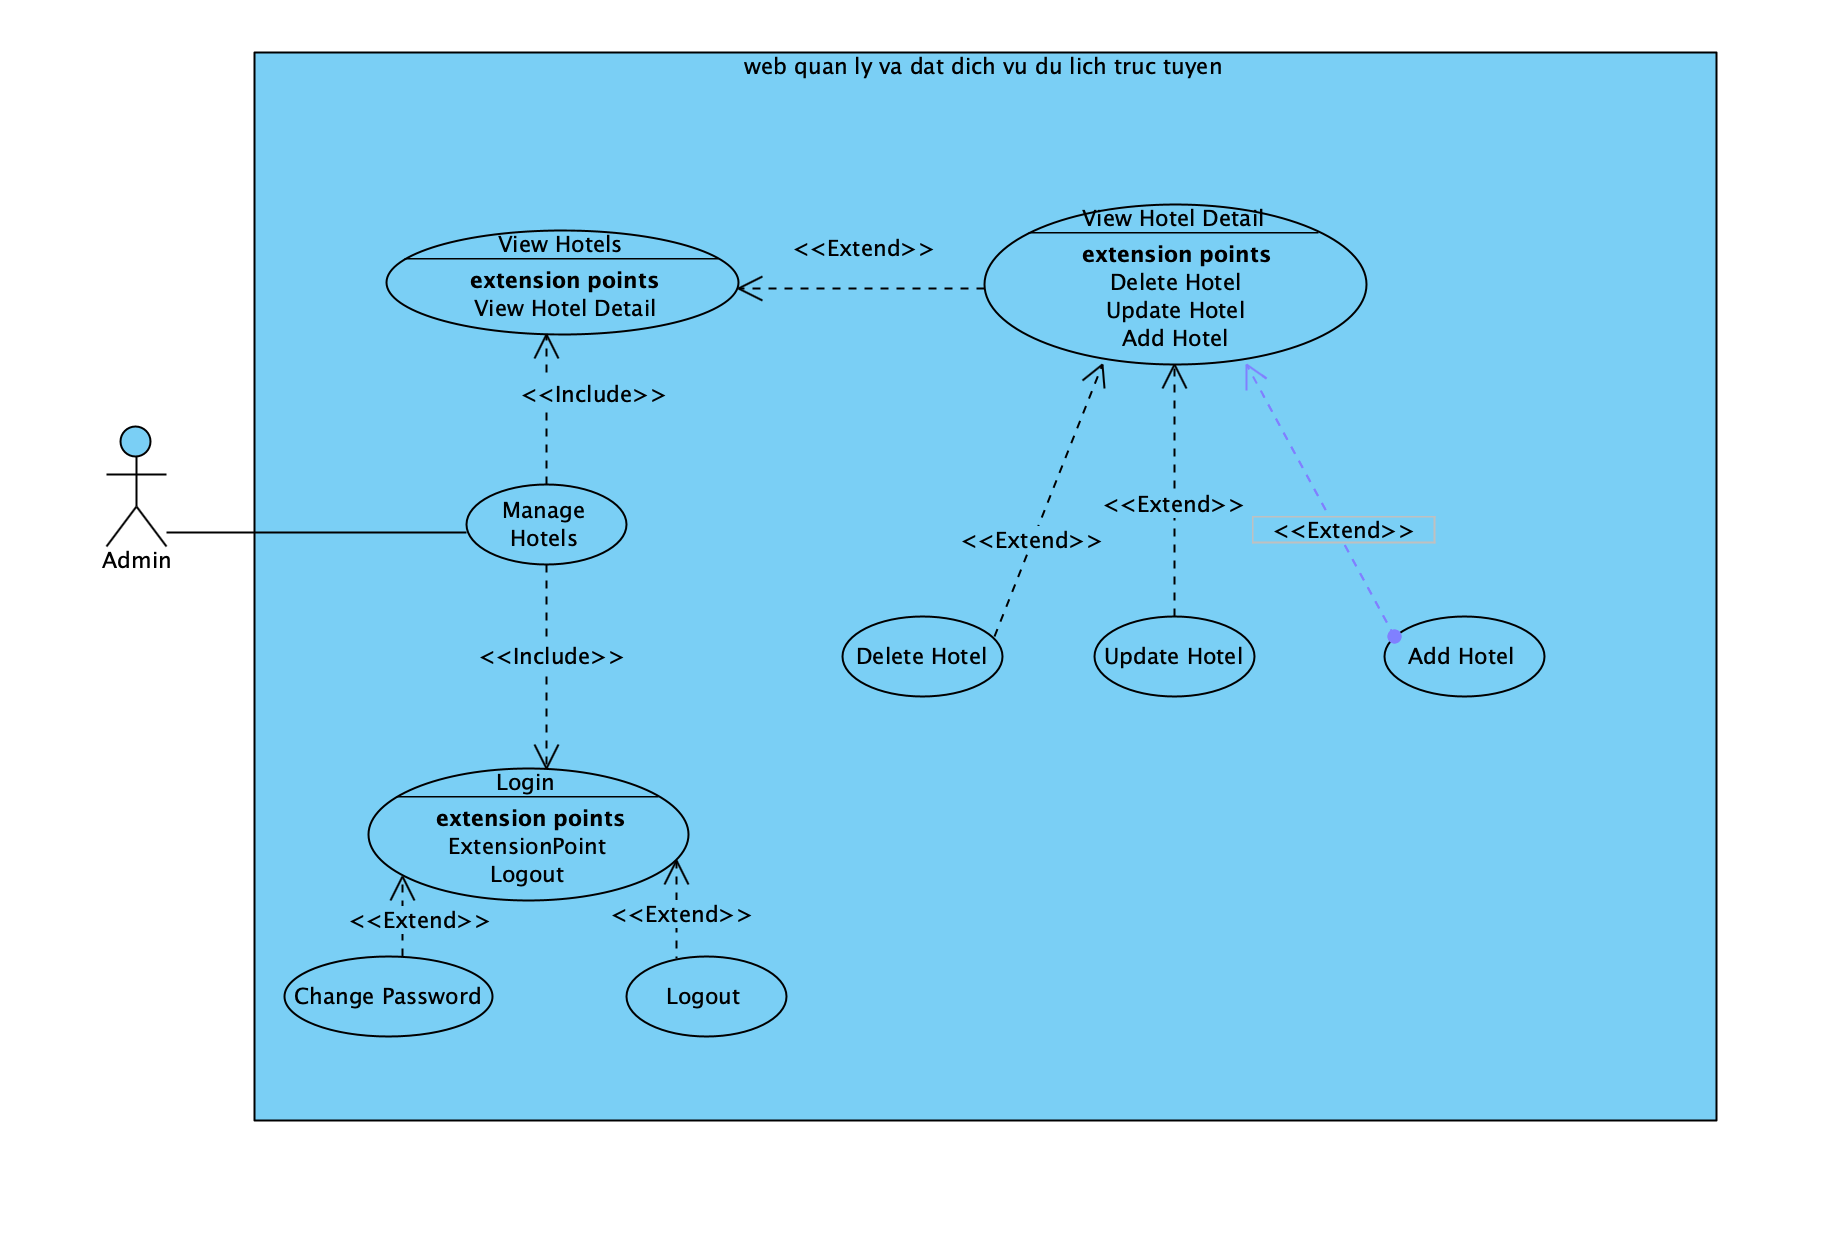 web quan ly va dat dich vu du lich truc tuyen
View Hotels
extension points
View Hotel Detail
<<Extend>>
View Hotel Detail
extension points
Delete Hotel
Update Hotel
Add Hotel
<<Include>>
Manage
Hotels
Admin
<<Extend>>
<<Extend>>
<<Extend>>
<<Include>>
Delete Hotel
Update Hotel
Add Hotel
Login
extension points
ExtensionPoint
Logout
<<Extend>>
<<Extend>>
Change Password
Logout